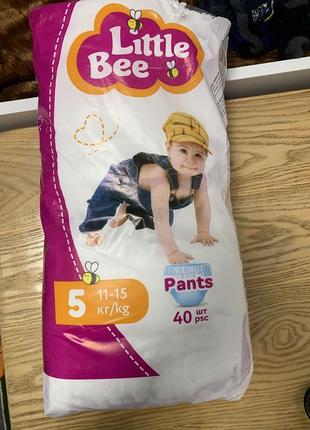 Little
Bee
5
11-15
кг/kg
Pants
40 шт
psc